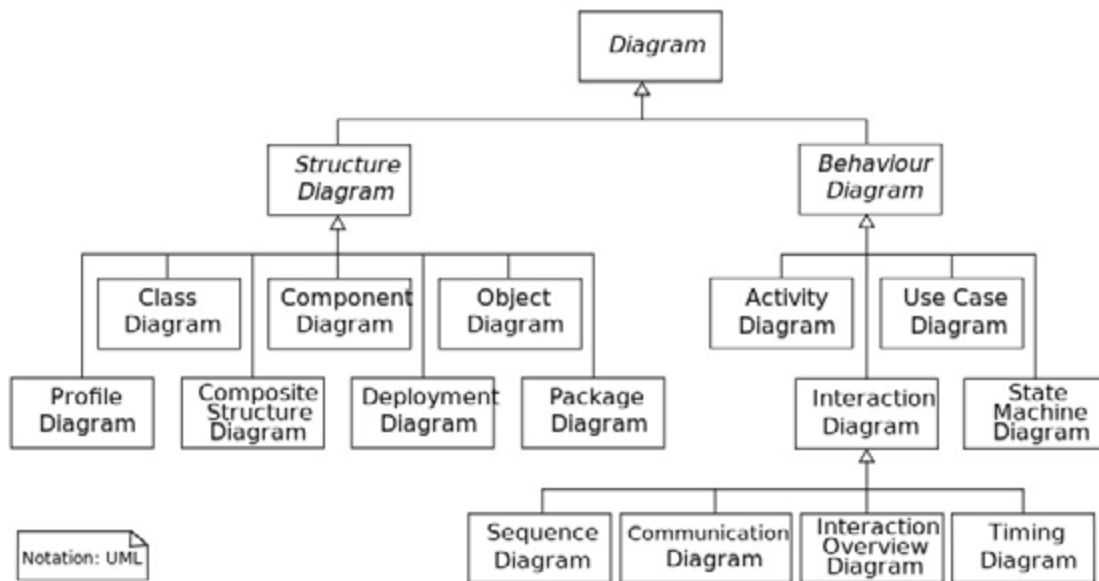 Diagram
Structure
Diagram
Behaviour
Diagram
Class
Diagram
Component
Diagram
Object
Diagram
Activity
Diagram
Use Case
Diagram
Profile
Diagram
Composite
Structure
Diagram
Deployment
Diagram
Package
Diagram
Interaction
Diagram
State
Machine
Diagram
Sequence
Diagram
Communication
Diagram
Interaction
Overview
Diagram
Timing
Diagram
Notation: UML